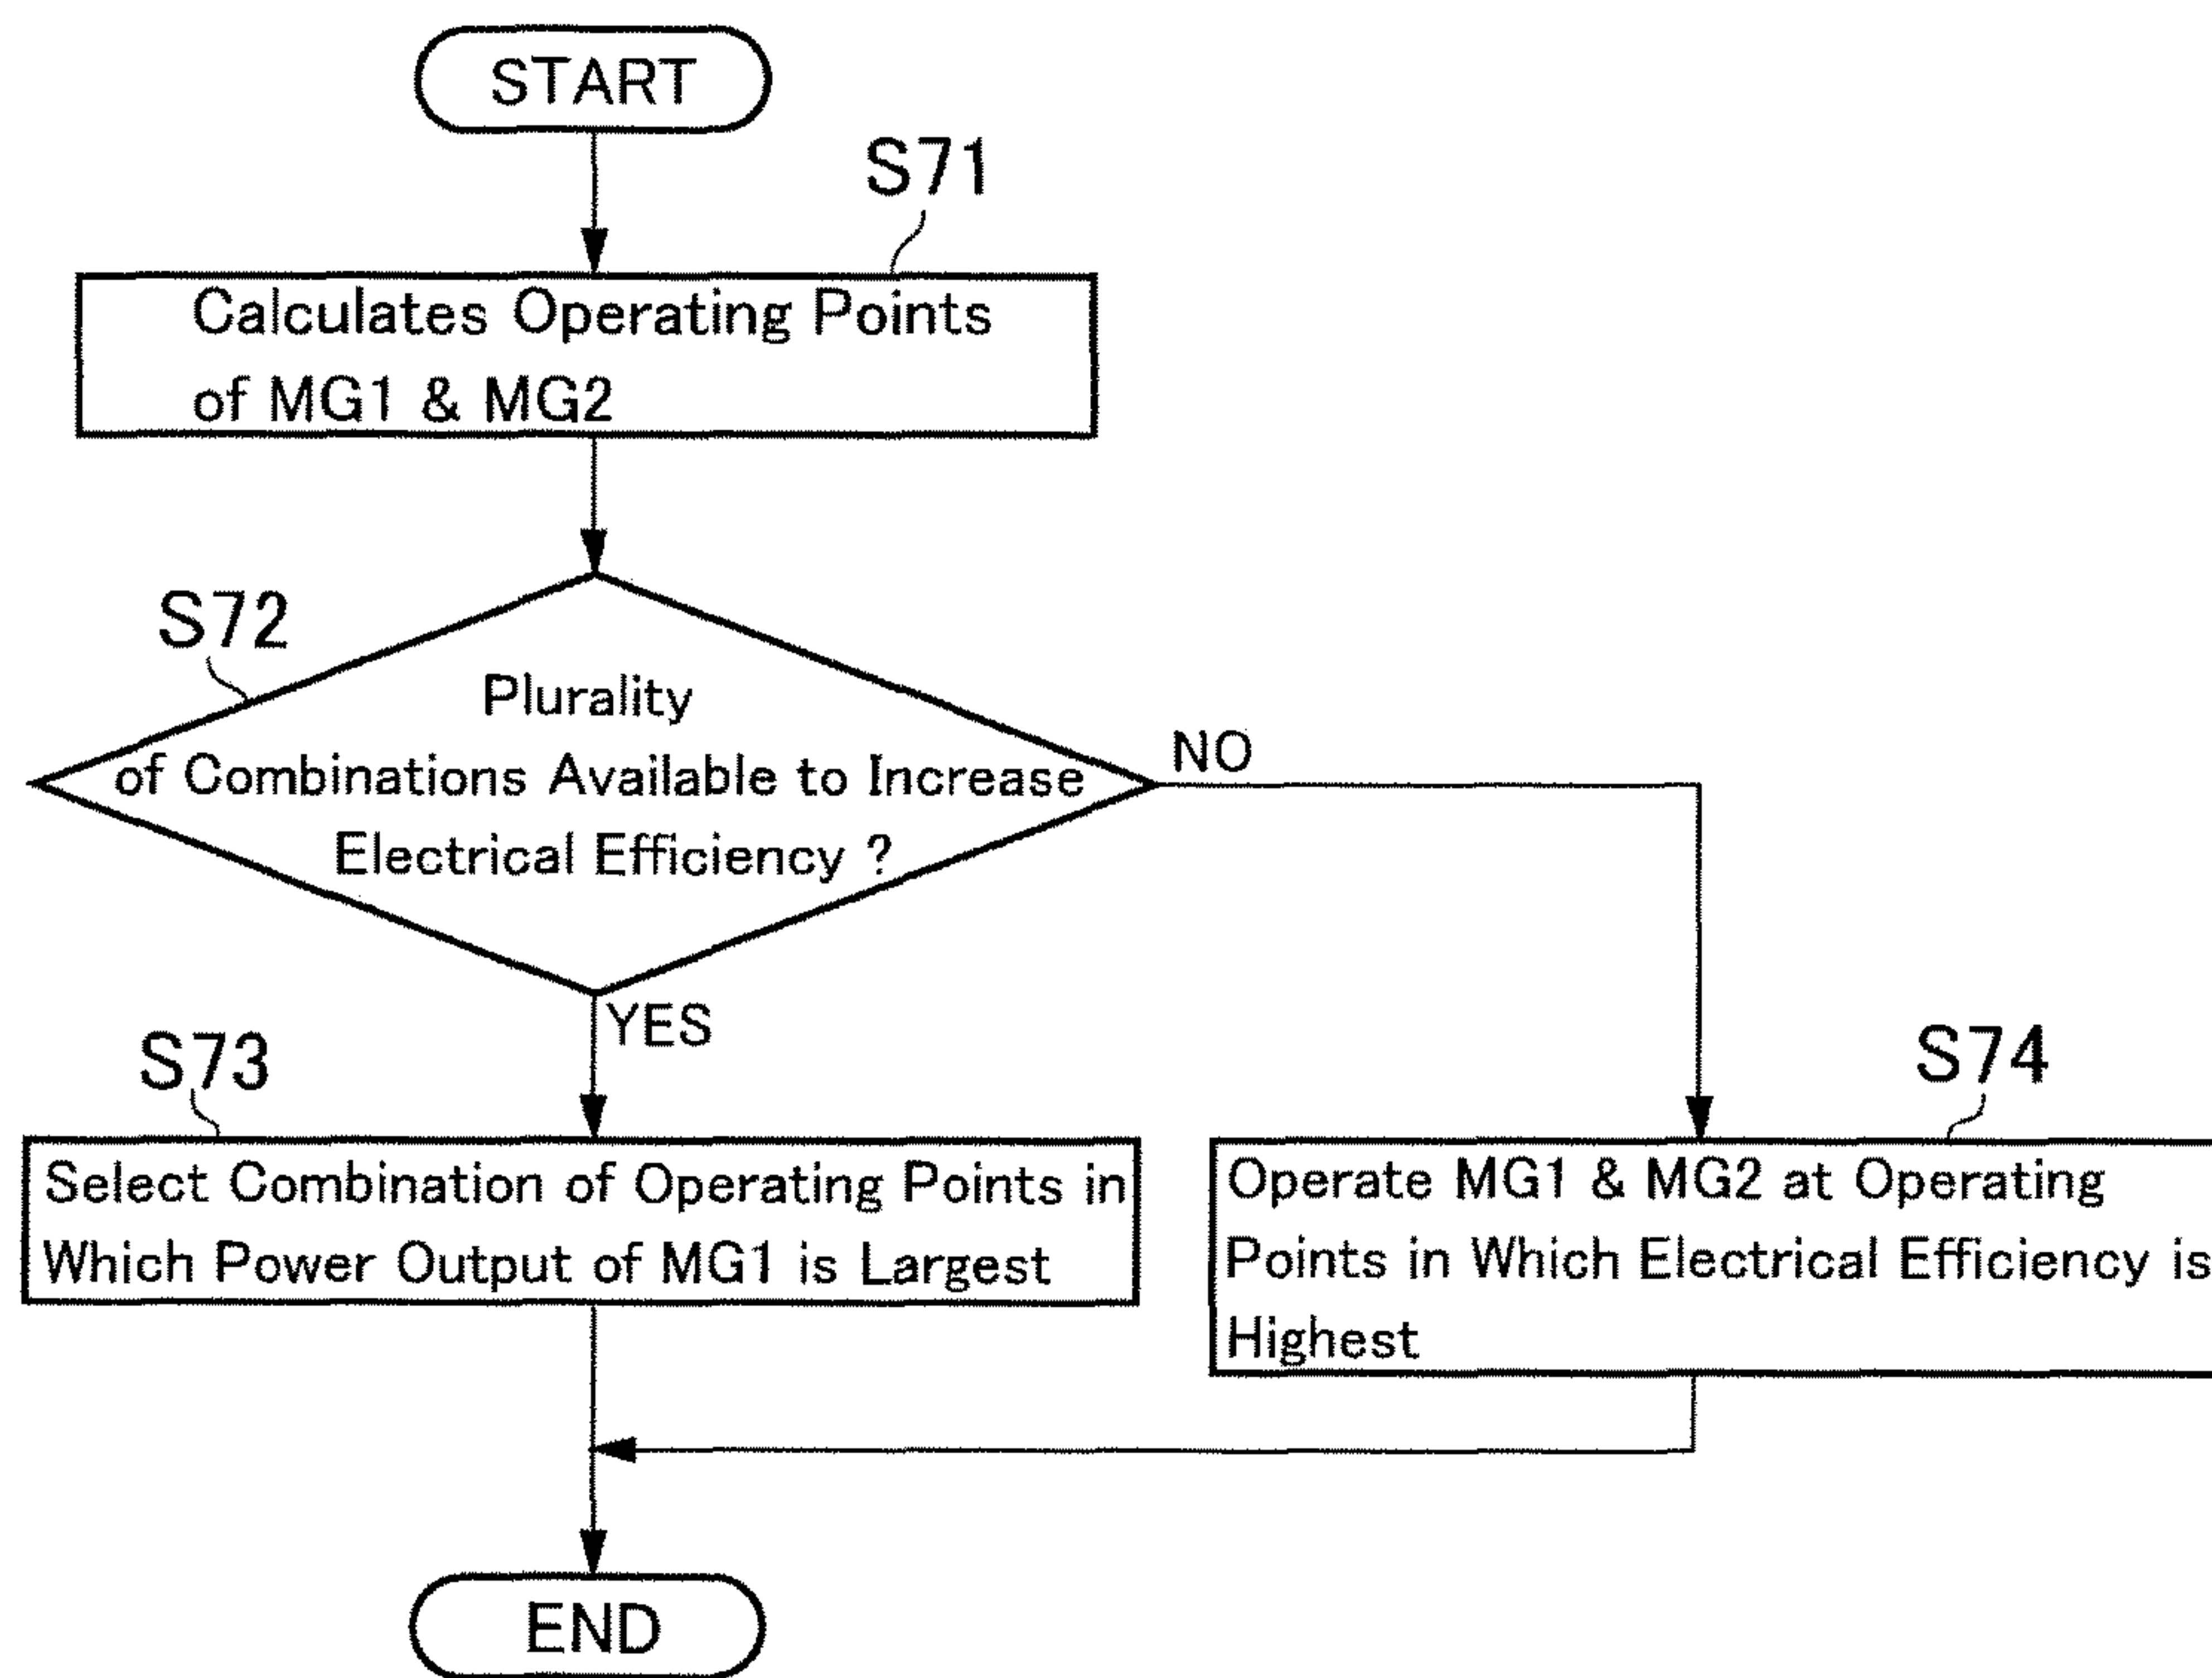 START
S71
Calculates Operating Points
of MG1 & MG2
S72
Plurality
of Combinations Available to Increase
Electrical Efficiency ?
NO
YES
S73
Select Combination of Operating Points in
Which Power Output of MG1 is Largest
S74
Operate MG1 & MG2 at Operating
Points in Which Electrical Efficiency is
Highest
END